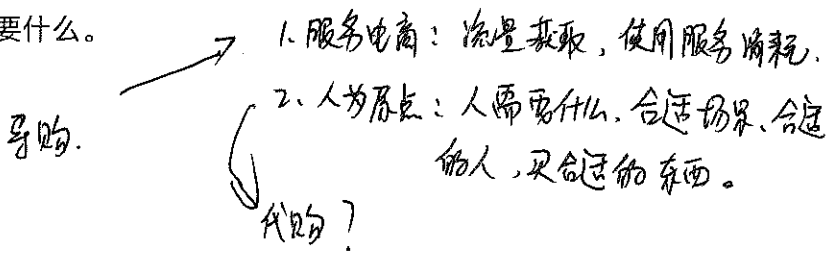 要什么。
1. 服务电商：流量获取，使用服务消耗.
导购.
2、人为原点：人需要什么、合适场景、合适
的人，买合适的东西。
代购？